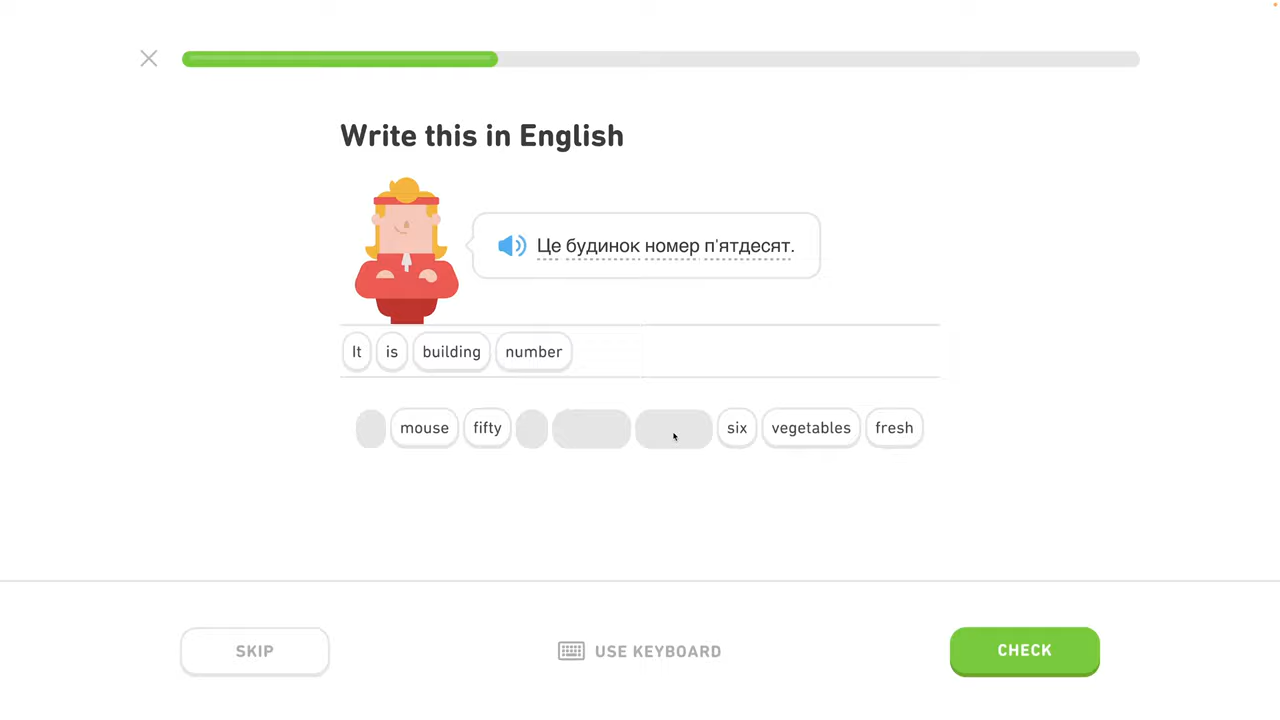 Write this in English
Це будинок номер п'ятдесят.
It is building number
mouse fifty six vegetables fresh
SKIP USE KEYBOARD CHECK